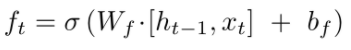 f_t = σ (W_f · [h_{t−1}, x_t] + b_f)